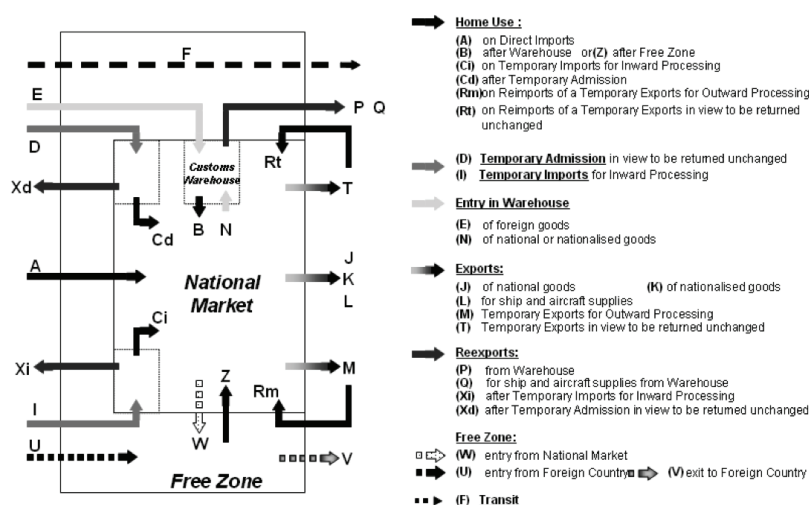 F
E
P Q
D
Customs
Warehouse
Rt
Xd
T
Cd
B N
A
National
Market
J
K
L
Ci
Xi
M
Z
Rm
I
W
U
V
Free Zone
Home Use :
(A) on Direct Imports
(B) after Warehouse or(Z) after Free Zone
(Ci) on Temporary Imports for Inward Processing
(Cd) after Temporary Admission
(Rm)on Reimports of a Temporary Exports for Outward Processing
(Rt) on Reimports of a Temporary Exports in view to be returned
unchanged
(D) Temporary Admission in view to be returned unchanged
(I) Temporary Imports for Inward Processing
Entry in Warehouse
(E) of foreign goods
(N) of national or nationalised goods
Exports:
(J) of national goods (K) of nationalised goods
(L) for ship and aircraft supplies
(M) Temporary Exports for Outward Processing
(T) Temporary Exports in view to be returned unchanged
Reexports:
(P) from Warehouse
(Q) for ship and aircraft supplies from Warehouse
(Xi) after Temporary Imports for Inward Processing
(Xd) after Temporary Admission in view to be returned unchanged
Free Zone:
(W) entry from National Market
(U) entry from Foreign Country (V) exit to Foreign Country
(F) Transit